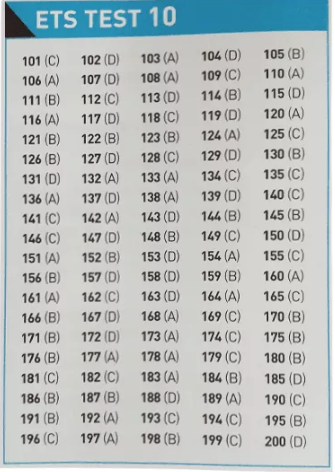 ETS TEST 10
101 (C) 102 (D) 103 (A) 104 (D) 105 (B)
106 (A) 107 (D) 108 (A) 109 (C) 110 (A)
111 (B) 112 (C) 113 (D) 114 (B) 115 (D)
116 (A) 117 (D) 118 (C) 119 (D) 120 (A)
121 (B) 122 (B) 123 (B) 124 (A) 125 (C)
126 (B) 127 (D) 128 (C) 129 (D) 130 (B)
131 (D) 132 (A) 133 (A) 134 (C) 135 (C)
136 (A) 137 (D) 138 (A) 139 (D) 140 (C)
141 (C) 142 (A) 143 (D) 144 (B) 145 (B)
146 (C) 147 (D) 148 (B) 149 (C) 150 (D)
151 (A) 152 (B) 153 (D) 154 (A) 155 (C)
156 (B) 157 (D) 158 (D) 159 (B) 160 (A)
161 (A) 162 (C) 163 (D) 164 (A) 165 (C)
166 (B) 167 (D) 168 (A) 169 (C) 170 (B)
171 (B) 172 (D) 173 (A) 174 (C) 175 (B)
176 (B) 177 (A) 178 (A) 179 (C) 180 (B)
181 (C) 182 (C) 183 (A) 184 (B) 185 (D)
186 (B) 187 (B) 188 (D) 189 (A) 190 (C)
191 (B) 192 (A) 193 (C) 194 (C) 195 (B)
196 (C) 197 (A) 198 (B) 199 (C) 200 (D)